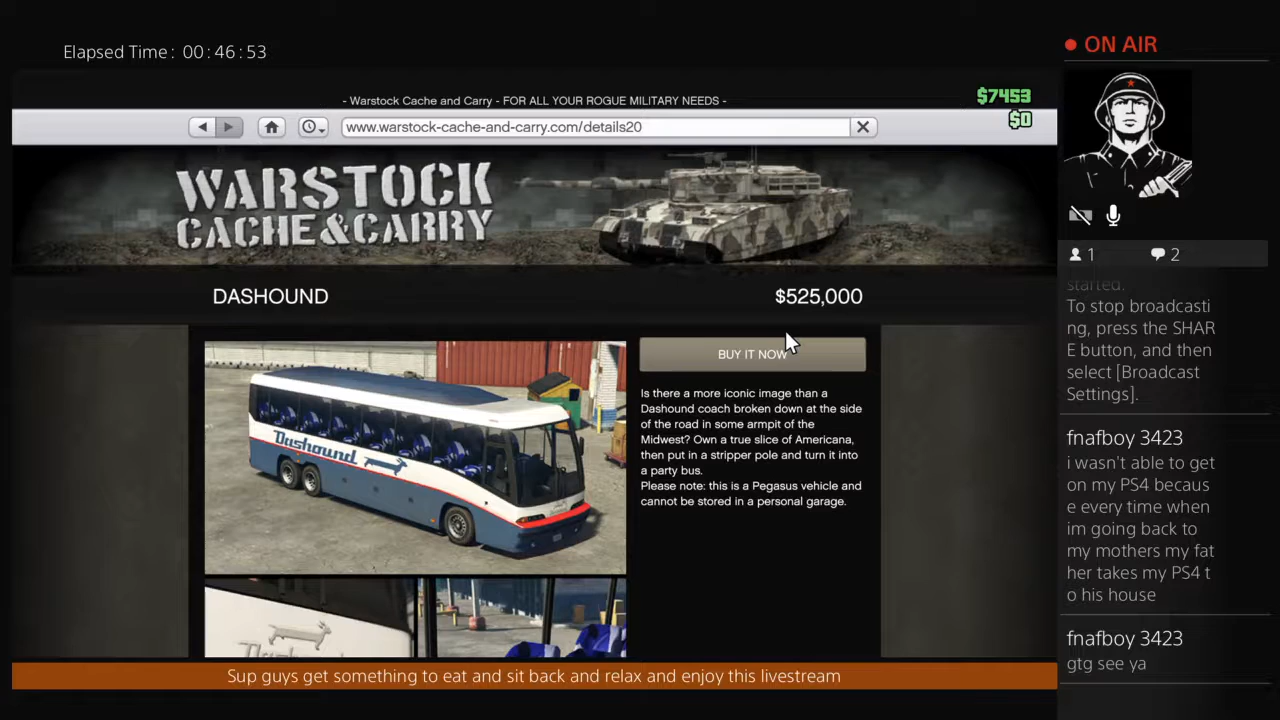 Elapsed Time: 00:46:53
ON AIR
- Warstock Cache and Carry - FOR ALL YOUR ROGUE MILITARY NEEDS -
$7453
$0
www.warstock-cache-and-carry.com/details20
WARSTOCK
CACHE&CARRY
DASHOUND
$525,000
BUY IT NOW
Is there a more iconic image than a
Dashound coach broken down at the side
of the road in some armpit of the
Midwest? Own a true slice of Americana,
then put in a stripper pole and turn it into
a party bus.
Please note: this is a Pegasus vehicle and
cannot be stored in a personal garage.
Dashound
Dashound
Sup guys get something to eat and sit back and relax and enjoy this livestream
1
2
started.
To stop broadcasti
ng, press the SHAR
E button, and then
select [Broadcast
Settings].
fnafboy 3423
i wasn't able to get
on my PS4 becaus
e every time when
im going back to
my mothers my fat
her takes my PS4 t
o his house
fnafboy 3423
gtg see ya